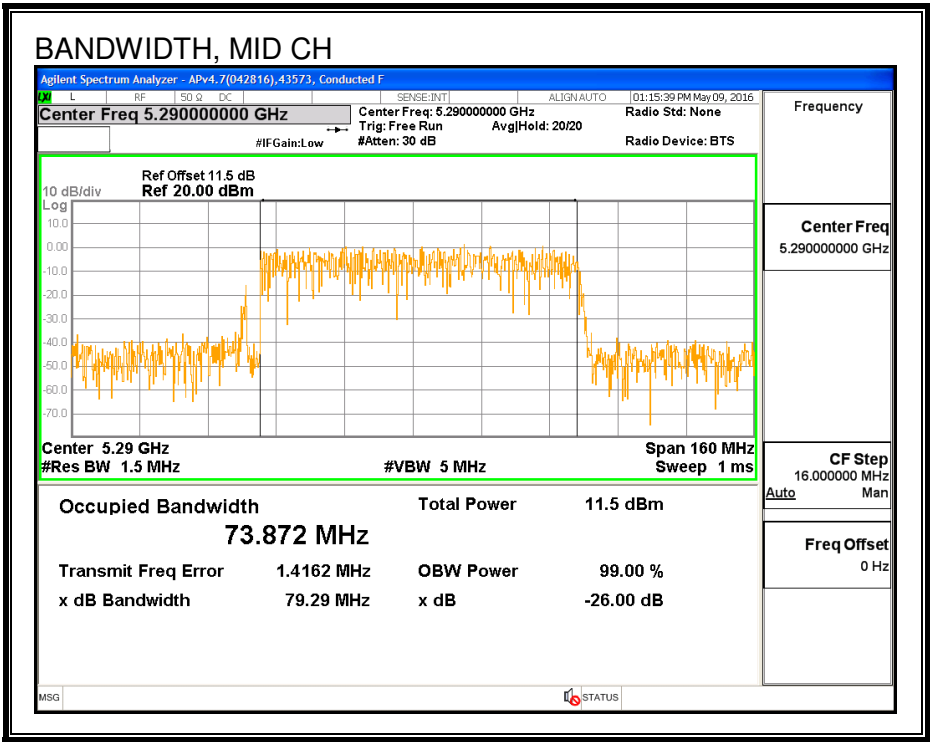 BANDWIDTH, MID CH
Agilent Spectrum Analyzer - APv4.7(042816),43573, Conducted F
LXI L RF 50 Ω DC SENSE:INT ALIGN AUTO 01:15:39 PM May 09, 2016
Center Freq 5.290000000 GHz
Center Freq: 5.290000000 GHz
Radio Std: None
Trig: Free Run Avg|Hold: 20/20
#IFGain:Low
#Atten: 30 dB
Radio Device: BTS
Ref Offset 11.5 dB
10 dB/div Ref 20.00 dBm
Log
10.0
0.00
-10.0
-20.0
-30.0
-40.0
-50.0
-60.0
-70.0
Center 5.29 GHz Span 160 MHz
#Res BW 1.5 MHz #VBW 5 MHz Sweep 1 ms
Occupied Bandwidth Total Power 11.5 dBm
73.872 MHz
Transmit Freq Error 1.4162 MHz OBW Power 99.00 %
x dB Bandwidth 79.29 MHz x dB -26.00 dB
MSG STATUS
Frequency
Center Freq
5.290000000 GHz
CF Step
16.000000 MHz
Auto Man
Freq Offset
0 Hz